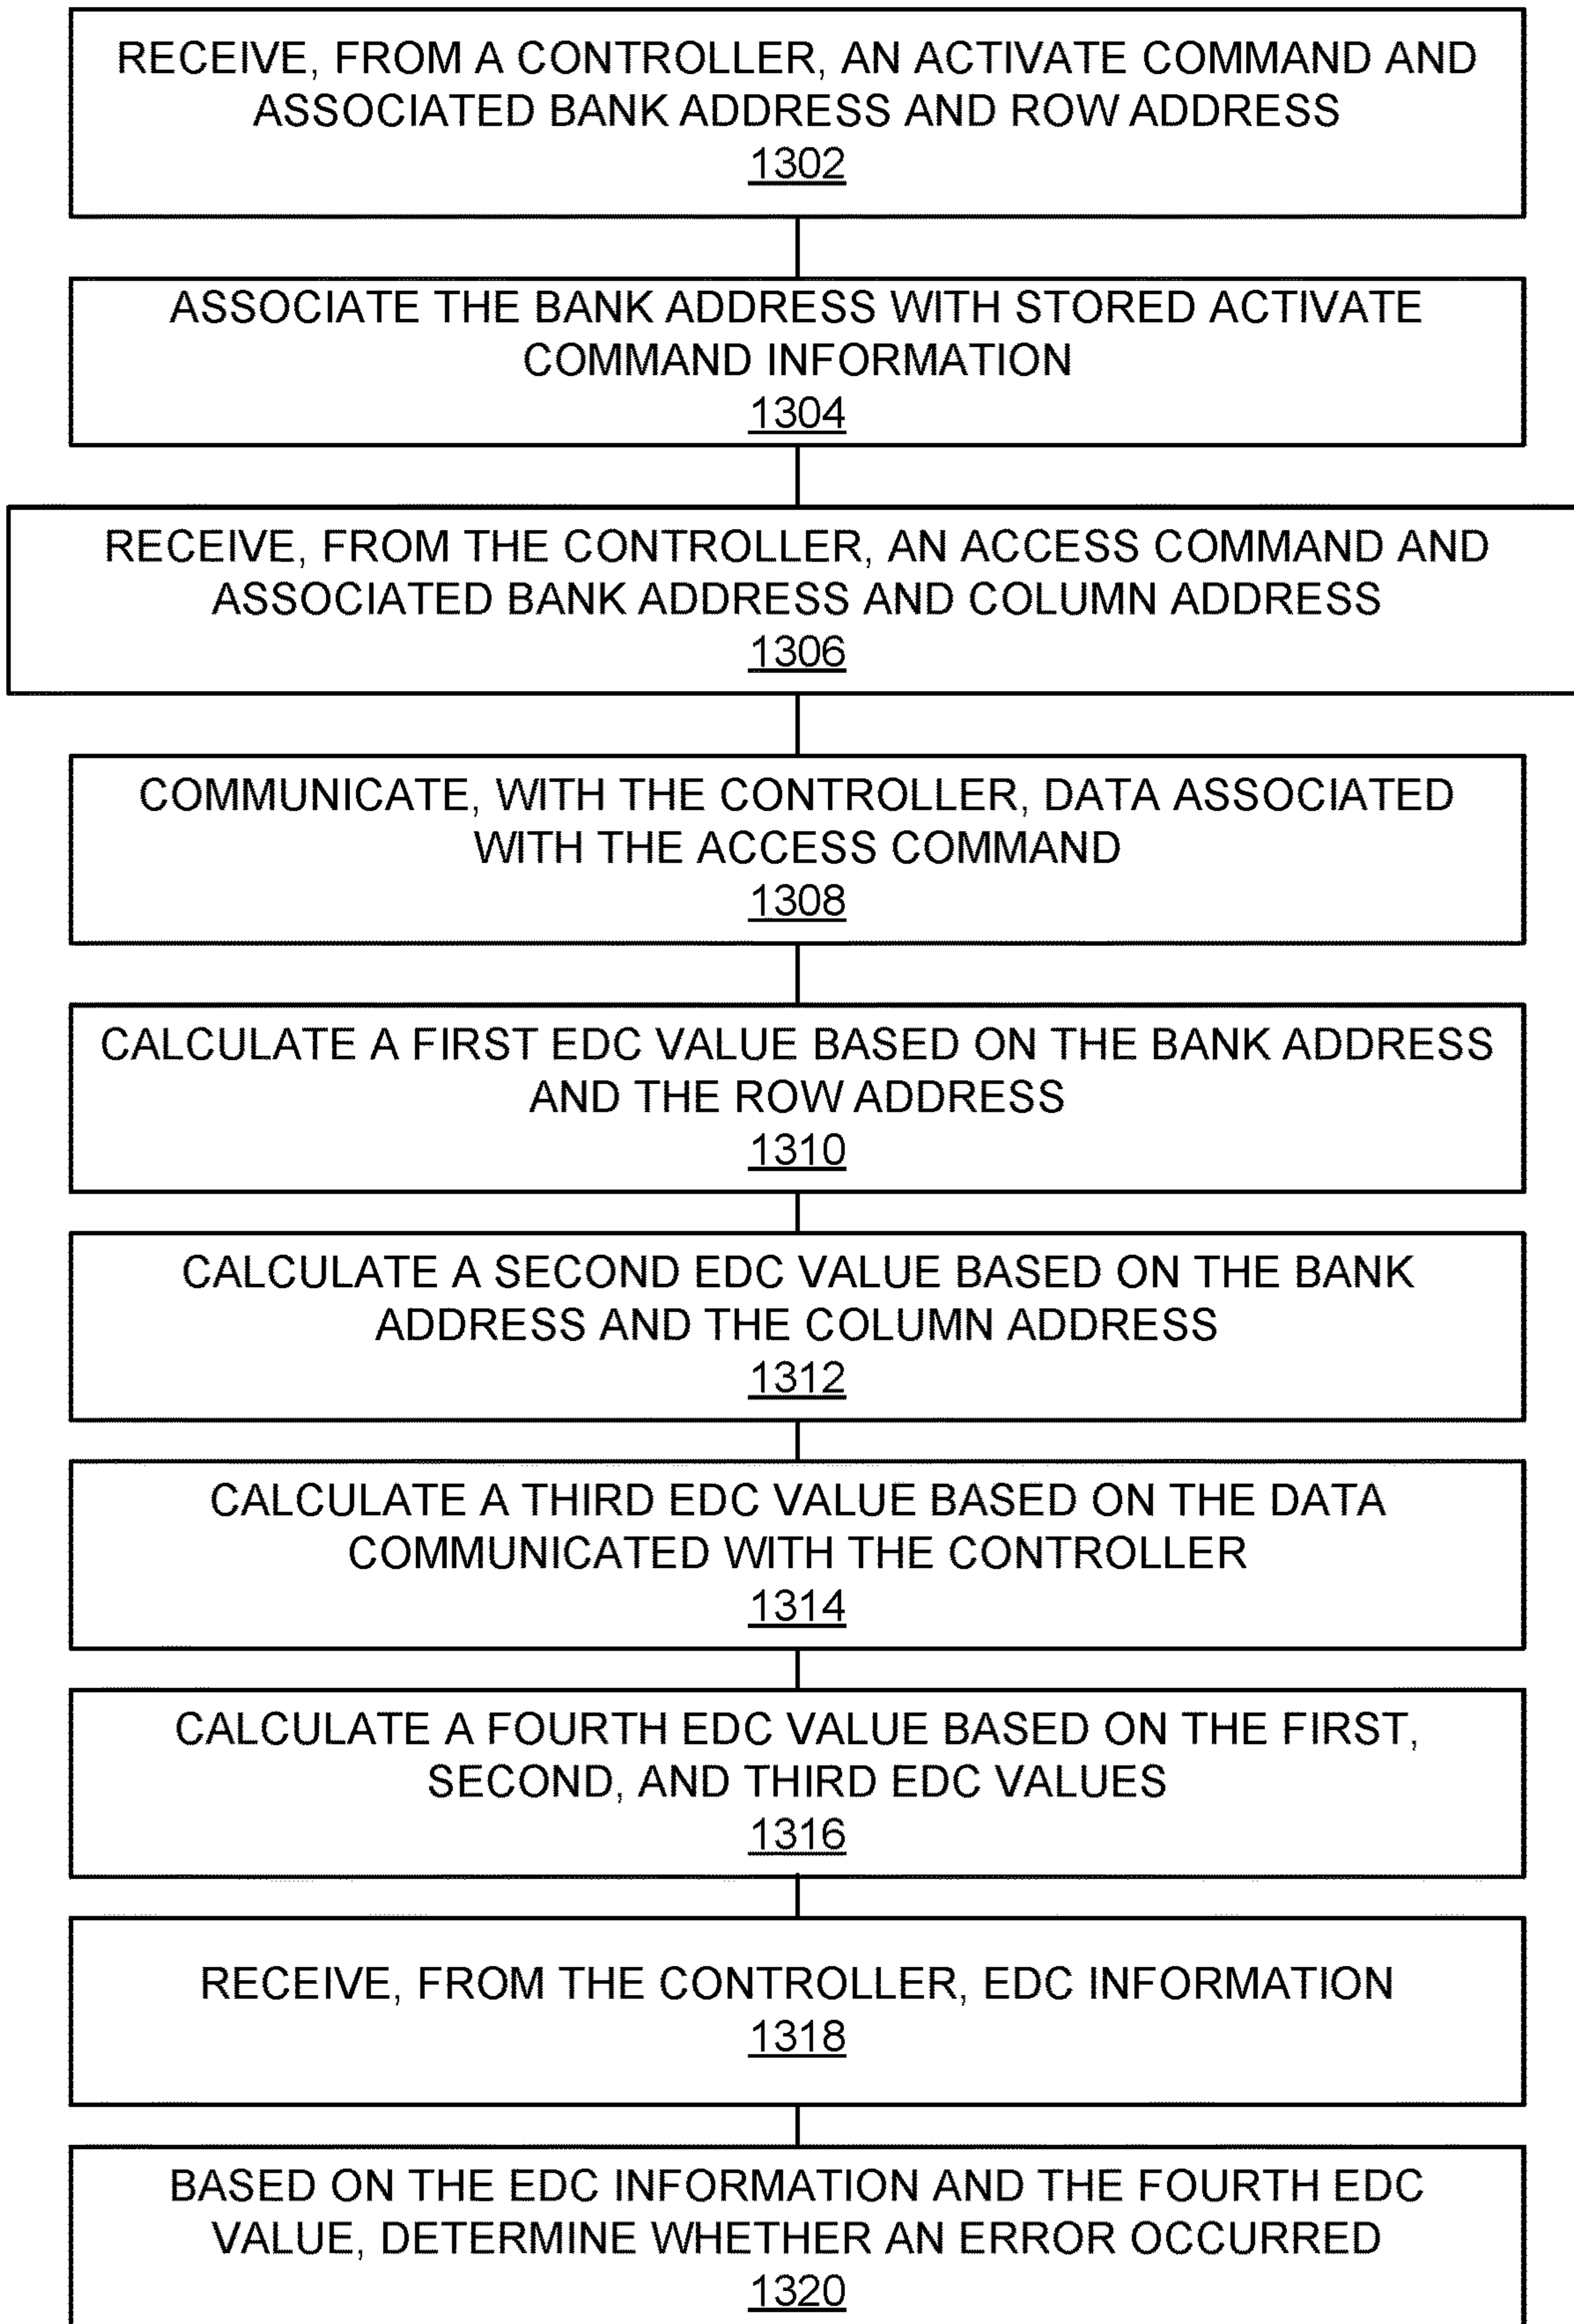 RECEIVE, FROM A CONTROLLER, AN ACTIVATE COMMAND AND
ASSOCIATED BANK ADDRESS AND ROW ADDRESS
1302
ASSOCIATE THE BANK ADDRESS WITH STORED ACTIVATE
COMMAND INFORMATION
1304
RECEIVE, FROM THE CONTROLLER, AN ACCESS COMMAND AND
ASSOCIATED BANK ADDRESS AND COLUMN ADDRESS
1306
COMMUNICATE, WITH THE CONTROLLER, DATA ASSOCIATED
WITH THE ACCESS COMMAND
1308
CALCULATE A FIRST EDC VALUE BASED ON THE BANK ADDRESS
AND THE ROW ADDRESS
1310
CALCULATE A SECOND EDC VALUE BASED ON THE BANK
ADDRESS AND THE COLUMN ADDRESS
1312
CALCULATE A THIRD EDC VALUE BASED ON THE DATA
COMMUNICATED WITH THE CONTROLLER
1314
CALCULATE A FOURTH EDC VALUE BASED ON THE FIRST,
SECOND, AND THIRD EDC VALUES
1316
RECEIVE, FROM THE CONTROLLER, EDC INFORMATION
1318
BASED ON THE EDC INFORMATION AND THE FOURTH EDC
VALUE, DETERMINE WHETHER AN ERROR OCCURRED
1320